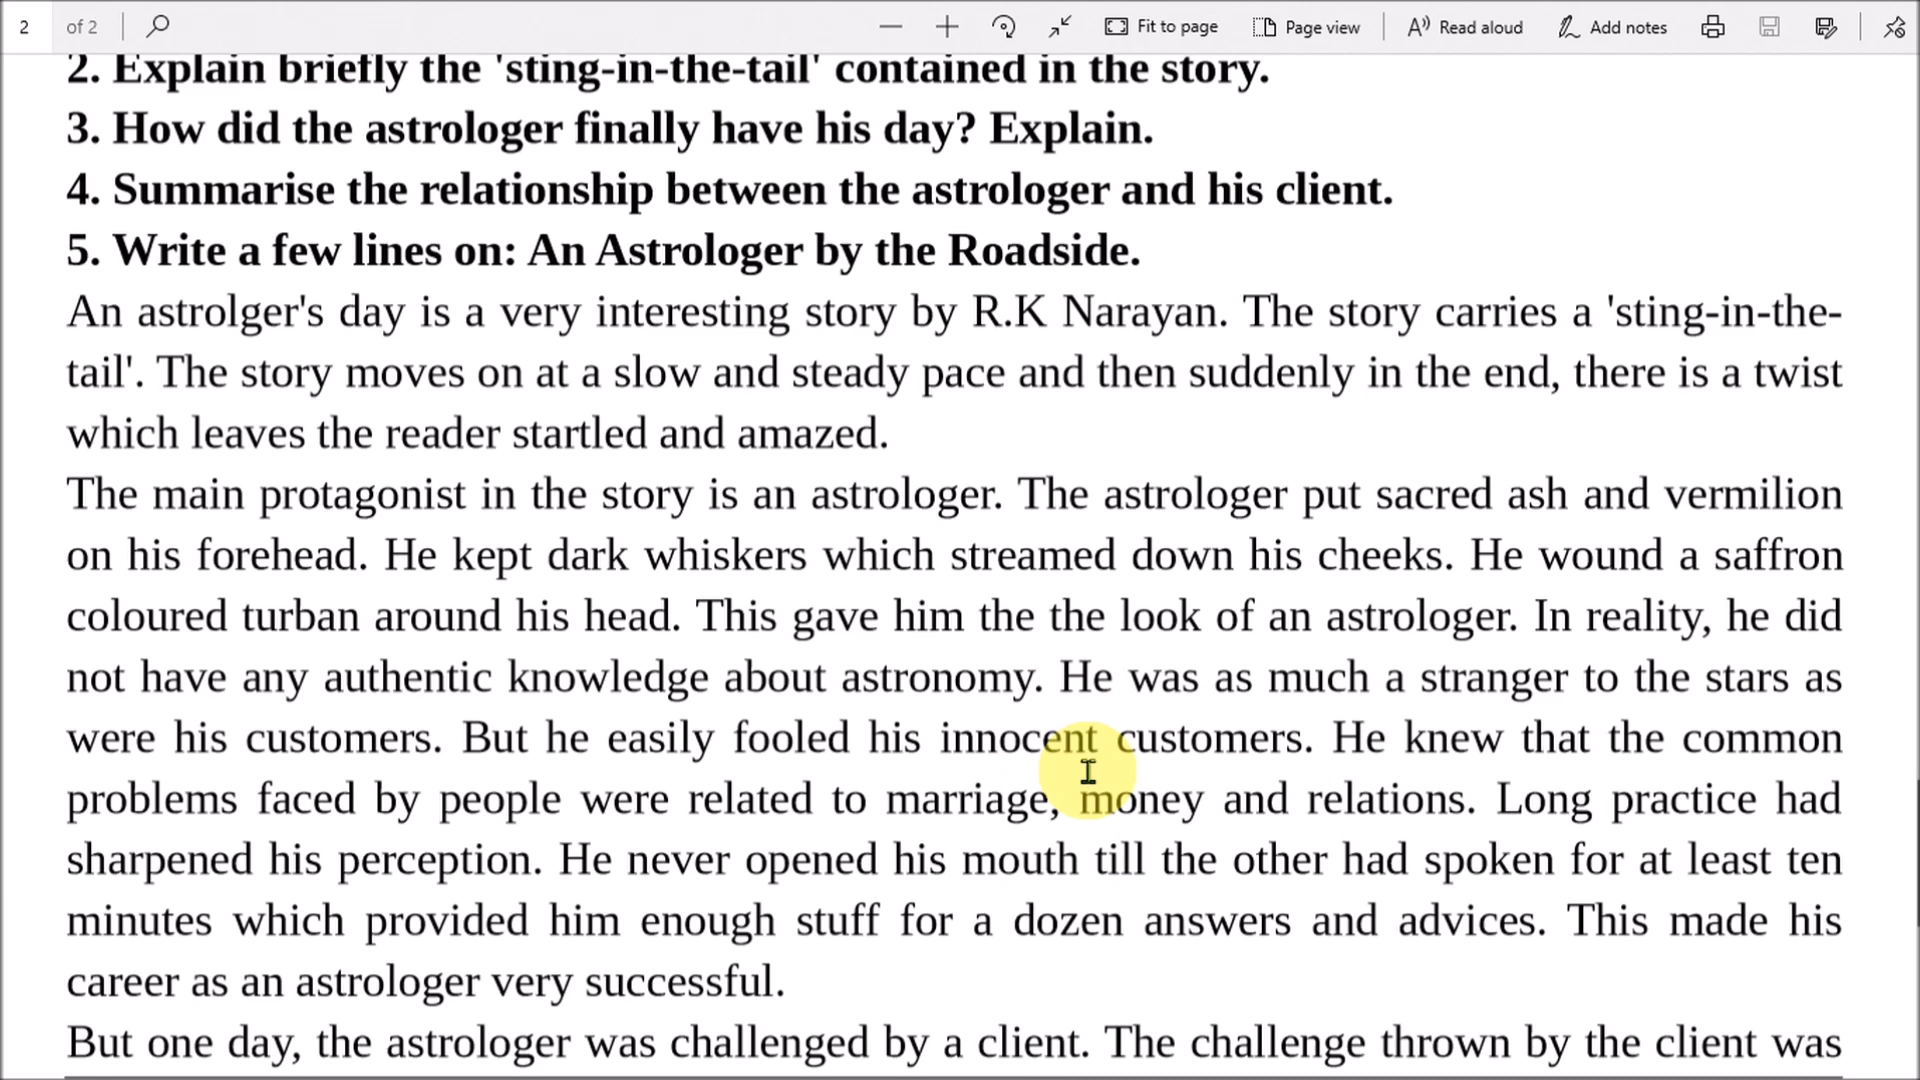 2 of 2 Fit to page Page view A Read aloud Add notes
2. Explain briefly the 'sting-in-the-tail' contained in the story.
3. How did the astrologer finally have his day? Explain.
4. Summarise the relationship between the astrologer and his client.
5. Write a few lines on: An Astrologer by the Roadside.
An astrolger's day is a very interesting story by R.K Narayan. The story carries a 'sting-in-the-
tail'. The story moves on at a slow and steady pace and then suddenly in the end, there is a twist
which leaves the reader startled and amazed.
The main protagonist in the story is an astrologer. The astrologer put sacred ash and vermilion
on his forehead. He kept dark whiskers which streamed down his cheeks. He wound a saffron
coloured turban around his head. This gave him the the look of an astrologer. In reality, he did
not have any authentic knowledge about astronomy. He was as much a stranger to the stars as
were his customers. But he easily fooled his innocent customers. He knew that the common
problems faced by people were related to marriage, money and relations. Long practice had
sharpened his perception. He never opened his mouth till the other had spoken for at least ten
minutes which provided him enough stuff for a dozen answers and advices. This made his
career as an astrologer very successful.
But one day, the astrologer was challenged by a client. The challenge thrown by the client was